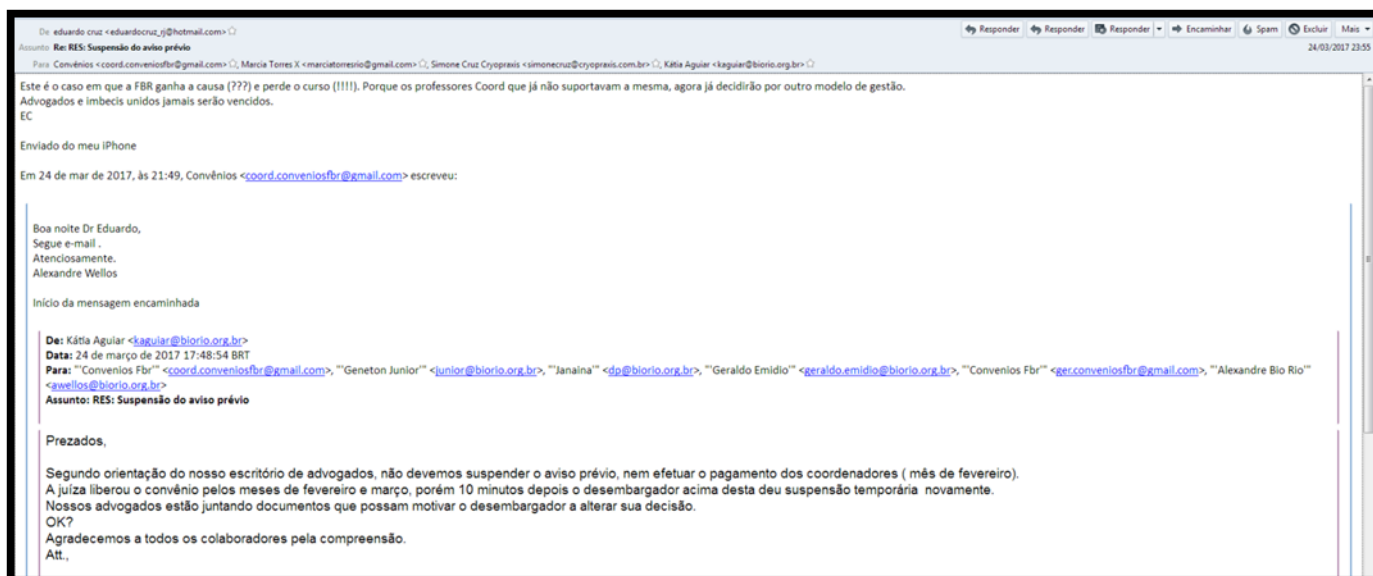 De eduardo cruz <eduardocruz_rj@hotmail.com>
Responder Responder Responder Encaminhar Spam Excluir Mais
Assunto Re: RES: Suspensão do aviso prévio
24/03/2017 23:55
Para Convênios <coord.conveniosfbr@gmail.com>, Marcia Torres X <marciatorresrio@gmail.com>, Simone Cruz Cryopraxis <simonecruz@cryopraxis.com.br>, Kátia Aguiar <kaguiar@biorio.org.br>
Este é o caso em que a FBR ganha a causa (???) e perde o curso (!!!!). Porque os professores Coord que já não suportavam a mesma, agora já decidirão por outro modelo de gestão.
Advogados e imbecis unidos jamais serão vencidos.
EC
Enviado do meu iPhone
Em 24 de mar de 2017, às 21:49, Convênios <coord.conveniosfbr@gmail.com> escreveu:
Boa noite Dr Eduardo,
Segue e-mail .
Atenciosamente.
Alexandre Wellos
Início da mensagem encaminhada
De: Kátia Aguiar <kaguiar@biorio.org.br>
Data: 24 de março de 2017 17:48:54 BRT
Para: "'Convenios Fbr'" <coord.conveniosfbr@gmail.com>, "'Geneton Junior'" <junior@biorio.org.br>, "'Janaina'" <dp@biorio.org.br>, "'Geraldo Emidio'" <geraldo.emidio@biorio.org.br>, "'Convenios Fbr'" <ger.conveniosfbr@gmail.com>, "'Alexandre Bio Rio'"
<awellos@biorio.org.br>
Assunto: RES: Suspensão do aviso prévio
Prezados,
Segundo orientação do nosso escritório de advogados, não devemos suspender o aviso prévio, nem efetuar o pagamento dos coordenadores ( mês de fevereiro).
A juíza liberou o convênio pelos meses de fevereiro e março, porém 10 minutos depois o desembargador acima desta deu suspensão temporária novamente.
Nossos advogados estão juntando documentos que possam motivar o desembargador a alterar sua decisão.
OK?
Agradecemos a todos os colaboradores pela compreensão.
Att.,